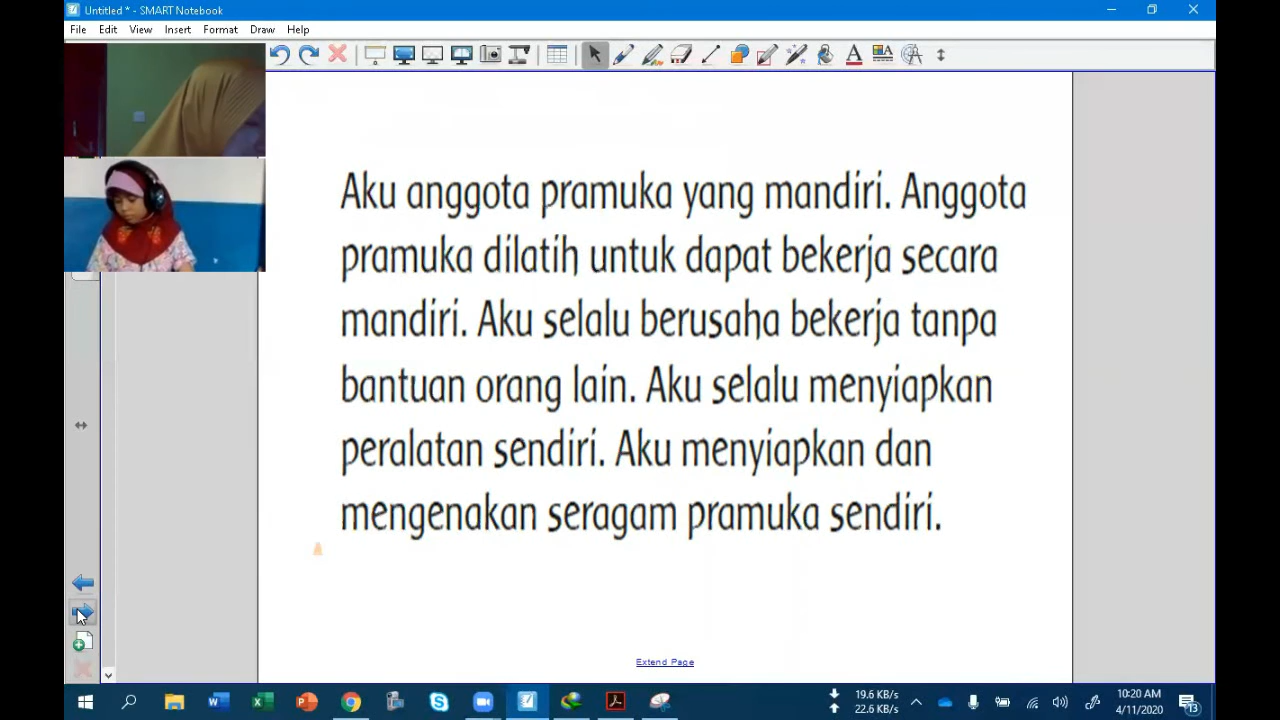 Untitled * - SMART Notebook
File Edit View Insert Format Draw Help
Aku anggota pramuka yang mandiri. Anggota
pramuka dilatih untuk dapat bekerja secara
mandiri. Aku selalu berusaha bekerja tanpa
bantuan orang lain. Aku selalu menyiapkan
peralatan sendiri. Aku menyiapkan dan
mengenakan seragam pramuka sendiri.
Extend Page
19.6 KB/s
22.6 KB/s
10:20 AM
4/11/2020
13